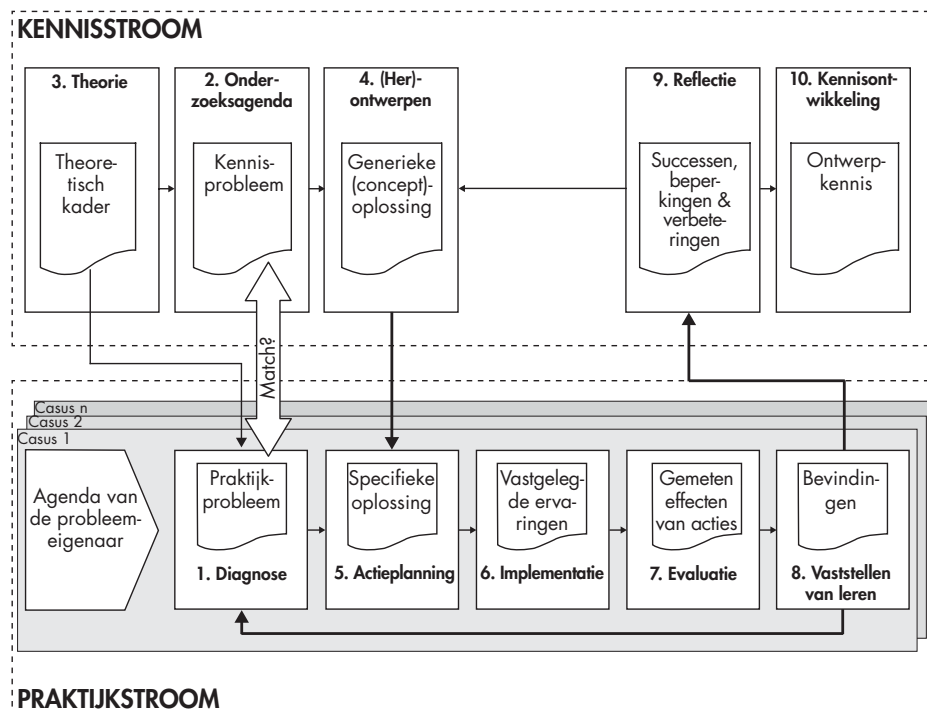 KENNISSTROOM
3. Theorie
Theore-
tisch
kader
2. Onder-
zoeksagenda
Kennis-
probleem
4. (Her)-
ontwerpen
Generieke
(concept)-
oplossing
9. Reflectie
Successen,
beper-
kingen &
verbete-
ringen
10. Kennisont-
wikkeling
Ontwerp-
kennis
Match?
Casus n
Casus 2
Casus 1
Agenda van
de probleem-
eigenaar
Praktijk-
probleem
1. Diagnose
Specifieke
oplossing
5. Actieplanning
Vastgeleg-
de erva-
ringen
6. Implementatie
Gemeten
effecten
van acties
7. Evaluatie
Bevindingen
8. Vaststellen
van leren
PRAKTIJKSTROOM